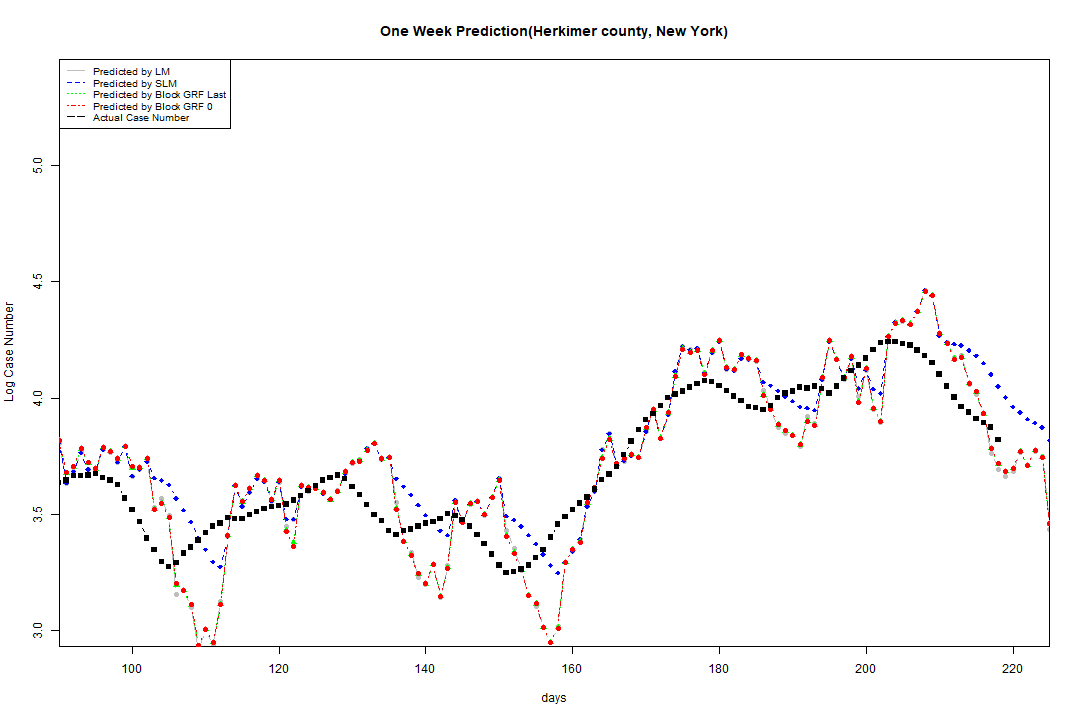 One Week Prediction(Herkimer county, New York)
Predicted by LM
Predicted by SLM
Predicted by Block GRF Last
Predicted by Block GRF 0
Actual Case Number
5.0
4.5
4.0
3.5
3.0
Log Case Number
100 120 140 160 180 200 220
days